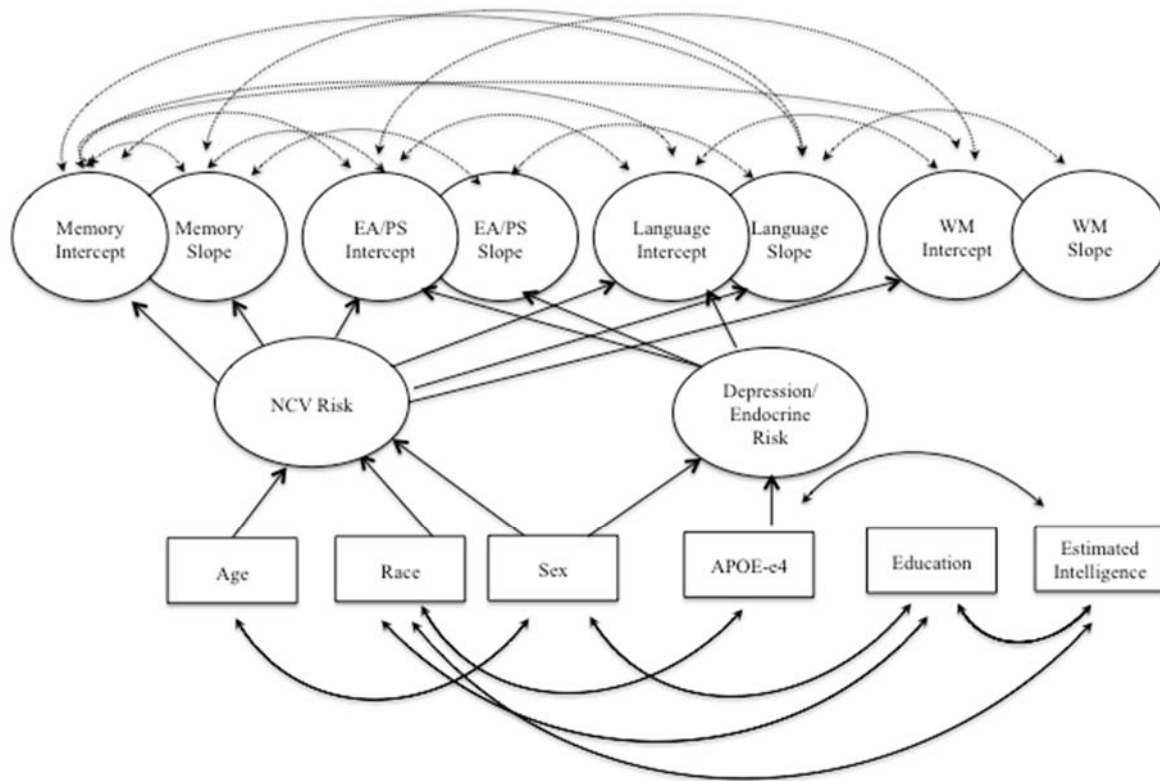 Memory
Intercept
Memory
Slope
EA/PS
Intercept
EA/PS
Slope
Language
Intercept
Language
Slope
WM
Intercept
WM
Slope
NCV Risk
Depression/
Endocrine
Risk
Age
Race
Sex
APOE-e4
Education
Estimated
Intelligence